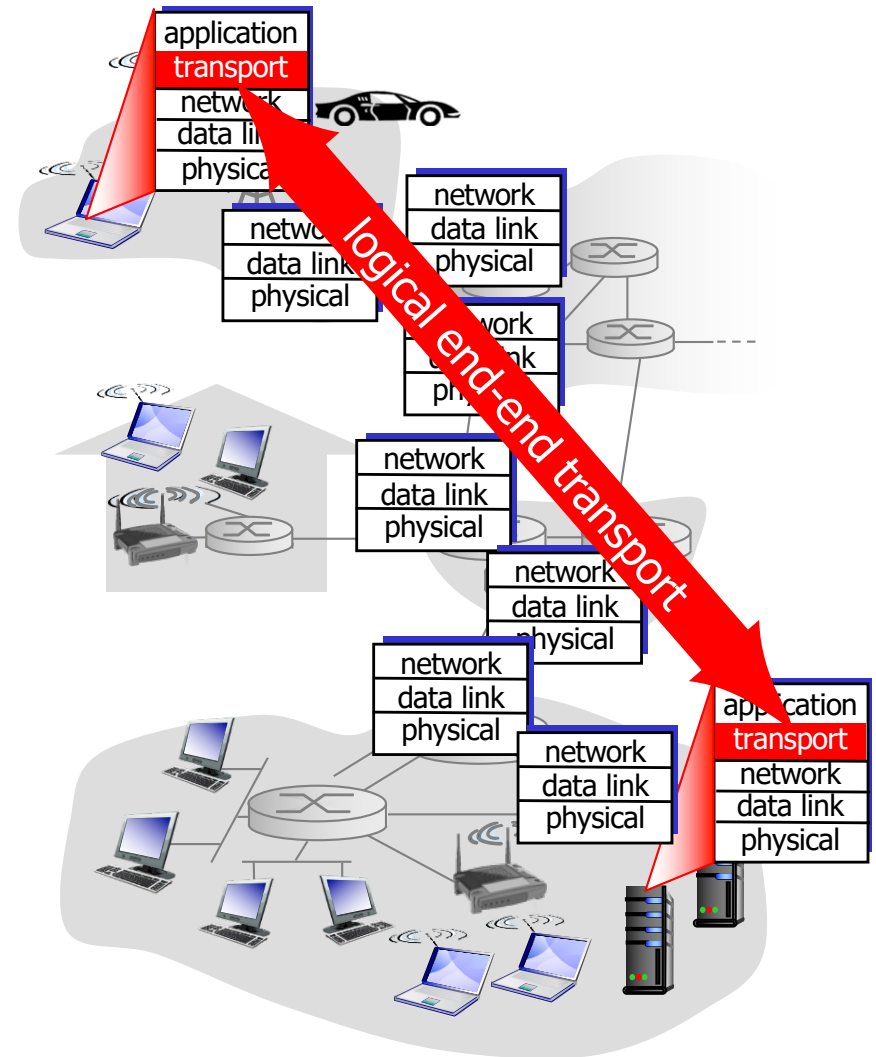 application
transport
network
data link
physical
network
data link
physical
network
data link
physical
logical end-end transport
network
data link
physical
network
data link
physical
network
data link
physical
network
data link
physical
application
transport
network
data link
physical